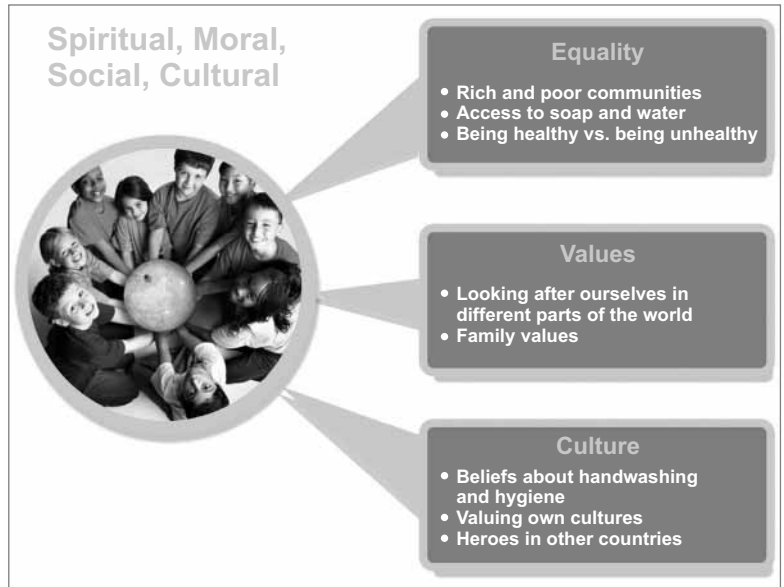 Spiritual, Moral,
Social, Cultural
Equality
• Rich and poor communities
• Access to soap and water
• Being healthy vs. being unhealthy
Values
• Looking after ourselves in
different parts of the world
• Family values
Culture
• Beliefs about handwashing
and hygiene
• Valuing own cultures
• Heroes in other countries